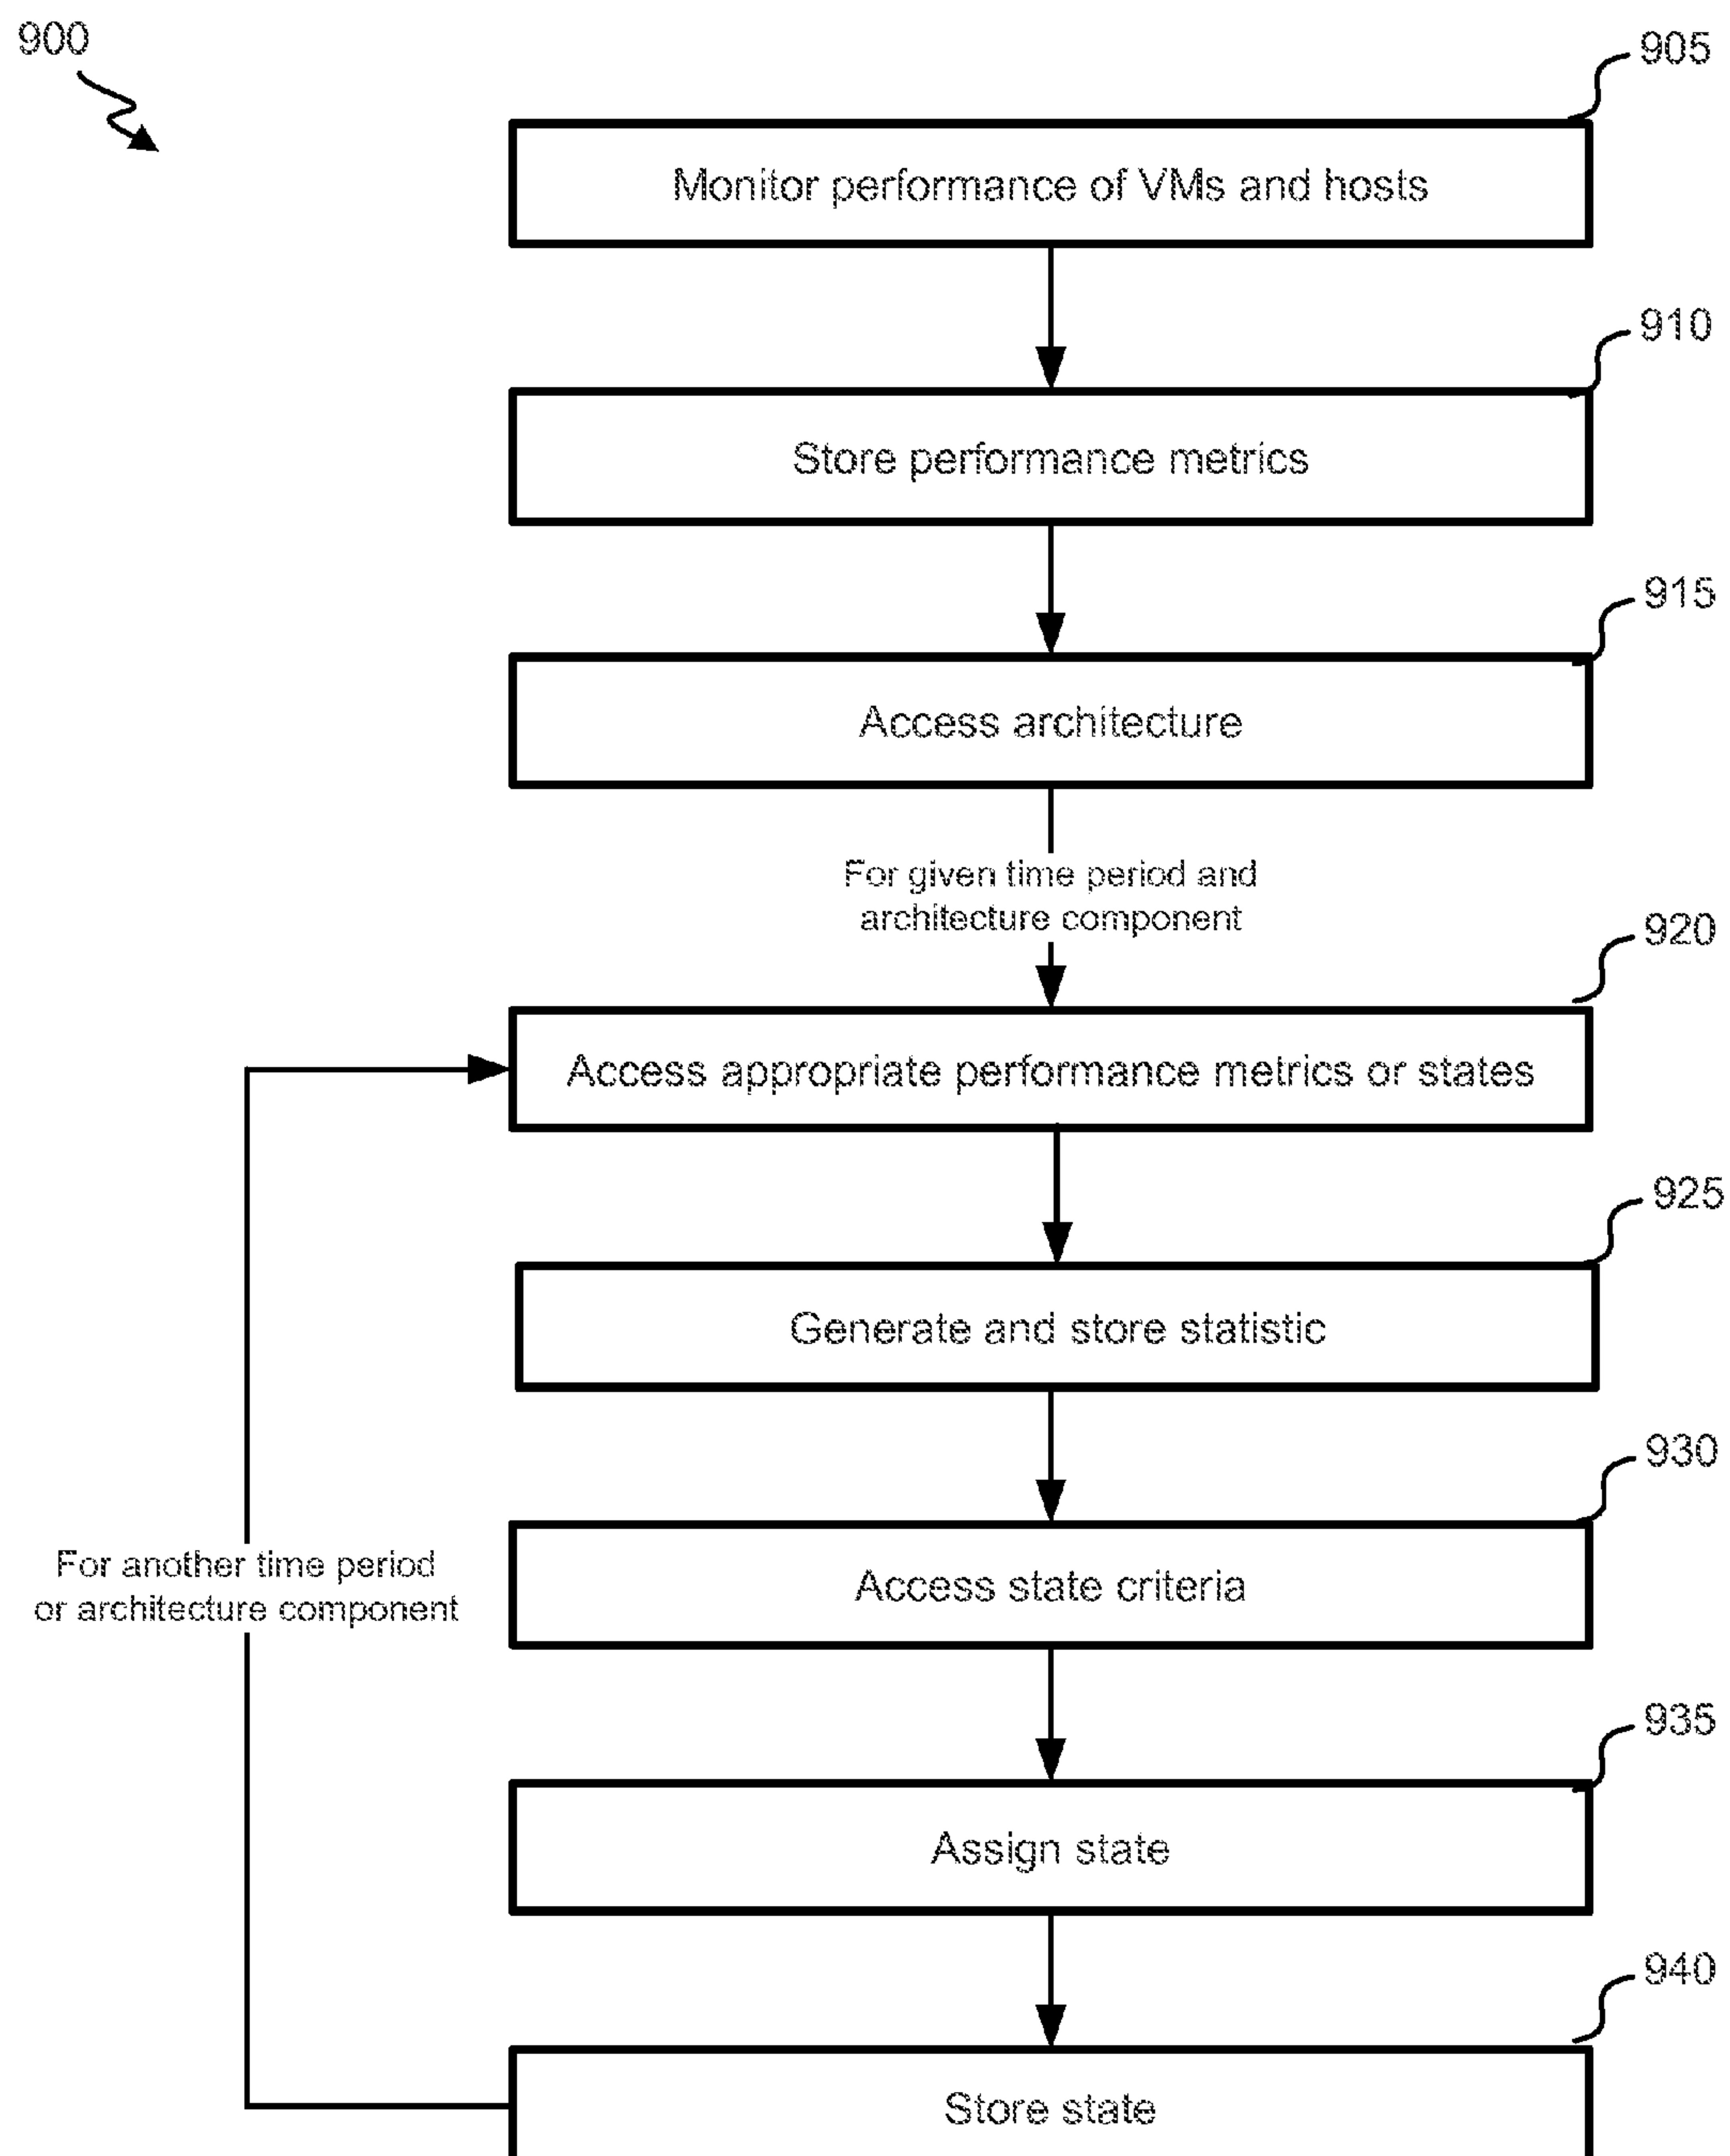 900
905
Monitor performance of VMs and hosts
910
Store performance metrics
915
Access architecture
For given time period and
architecture component
920
Access appropriate performance metrics or states
925
Generate and store statistic
930
Access state criteria
For another time period
or architecture component
935
Assign state
940
Store state